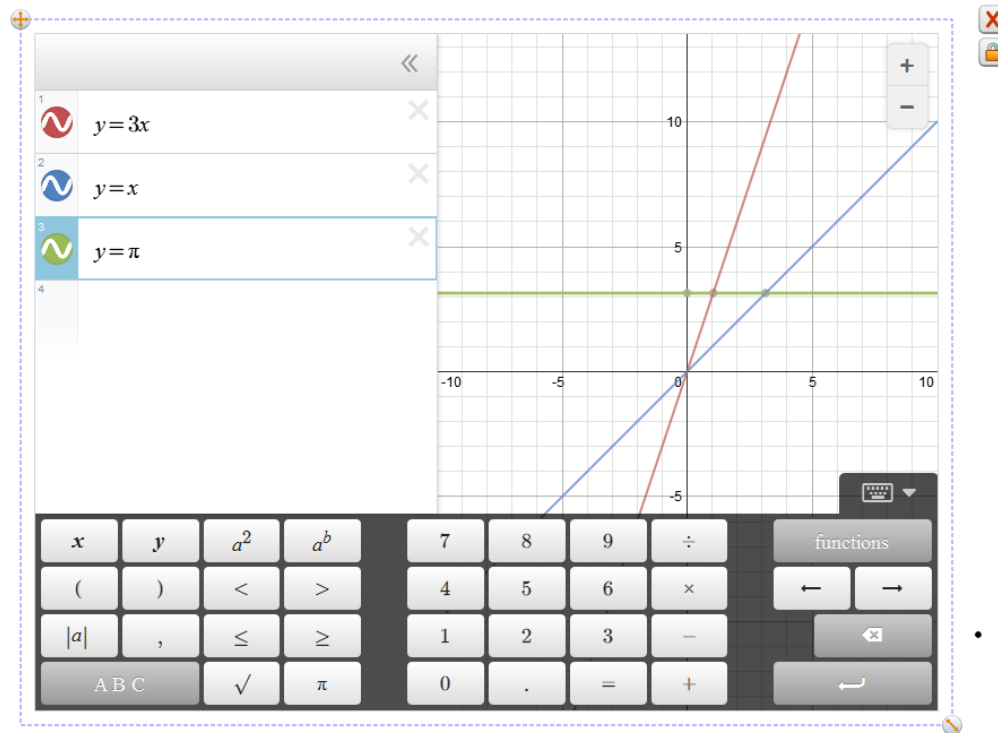 1
y=3x
2
y=x
3
y=π
4
+
−
10
5
-10 -5 0 5 10
-5
x y a² aᵇ 7 8 9 ÷ functions
( ) < > 4 5 6 × ← →
|a| , ≤ ≥ 1 2 3 −
A B C √ π 0 . = +